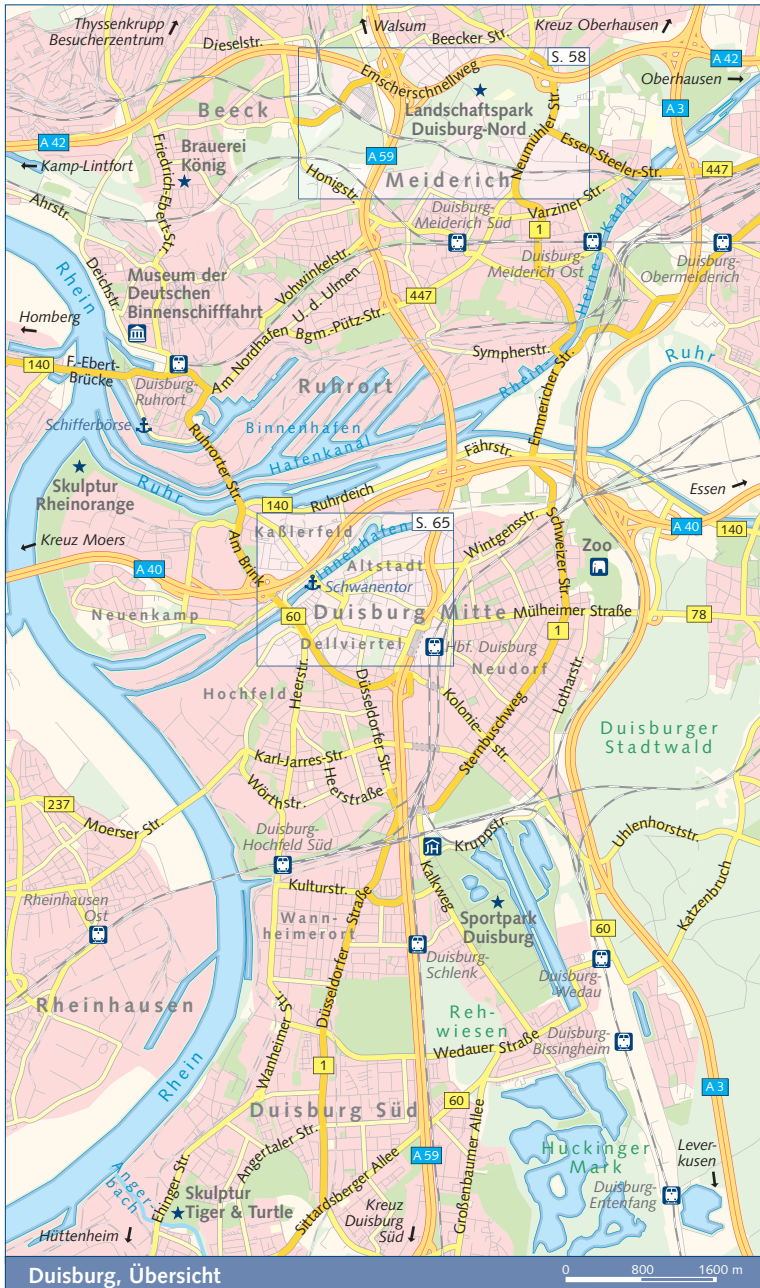 Thyssenkrupp
Besucherzentrum
Walsum
Kreuz Oberhausen
Dieselstr.
Beecker Str.
A 42
S. 58
Emscherschnellweg
Oberhausen
Landschaftspark
Duisburg-Nord
Neumühler Str.
A 3
Beeck
A 42
Brauerei
König
Friedrich-Ebert-Str.
A 59
Essen-Steeler-Str.
Kamp-Lintfort
Honigstr.
Meiderich
447
Ahrstr.
Duisburg-
Meiderich Süd
Varziner Str.
1
Rhein
Deichstr.
Duisburg-
Meiderich Ost
Duisburg-
Obermeiderich
Museum der
Deutschen
Binnenschifffahrt
Vohwinkelstr.
U.-d.-Ulmen
447
Rhein Herne Kanal
Homberg
Am Nordhafen
Bgm.-Pütz-Str.
Sympherstr.
140
F.-Ebert-
Brücke
Duisburg-
Ruhrort
Ruhrort
Emmericher Str.
Ruhr
Schifferbörse
Binnenhafen
Hafenkanal
Ruhrorter Str.
Fährstr.
Skulptur
Rheinorange
Ruhr
140
Ruhrdeich
Essen
Kaßlerfeld
S. 65
Kreuz Moers
Am Brink
Innenhafen
Wintgensstr.
Schweizer Str.
A 40
140
A 40
Altstadt
Zoo
Schwanentor
Neuenkamp
60
Duisburg Mitte
Mülheimer Straße
78
Dellviertel
Hbf. Duisburg
1
Neudorf
Hochfeld
Heerstr.
Düsseldorfer Str.
Kolonie-
str.
Sternbuschweg
Lotharstr.
Duisburger
Stadtwald
Karl-Jarres-Str.
Heerstraße
Wörthstr.
237
Moerser Str.
Duisburg-
Hochfeld Süd
Kruppstr.
Uhlenhorststr.
Rheinhausen
Ost
Kulturstr.
Kalkweg
Katzenbruch
Wann-
heimerort
Düsseldorfer Straße
Sportpark
Duisburg
60
Duisburg-
Schlenk
Duisburg-
Wedau
Rheinhausen
Reh-
wiesen
Duisburg-
Bissingheim
Rhein
Wanheimer Str.
Wedauer Straße
1
A 3
60
Duisburg Süd
Großenbaumer Allee
Huckinger
Mark
Lever-
kusen
Angertaler Str.
A 59
Anger-
bach
Ehinger Str.
Skulptur
Tiger & Turtle
Sittardsberger Allee
Duisburg-
Entenfang
Hüttenheim
Kreuz
Duisburg
Süd
Duisburg, Übersicht
0 800 1600 m